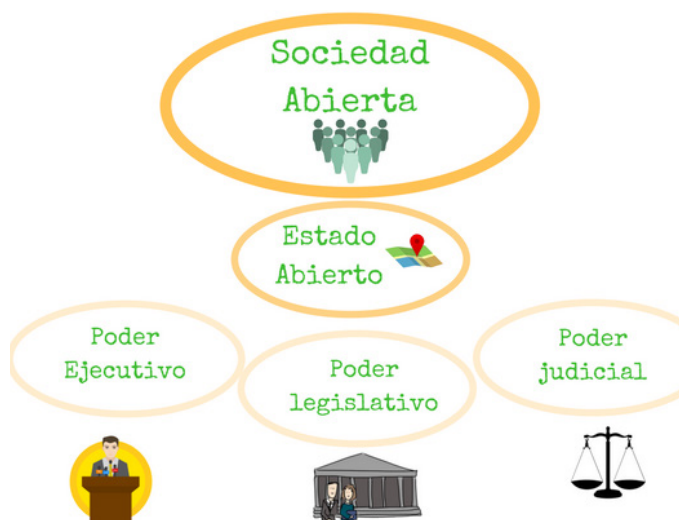 Sociedad
Abierta
Estado
Abierto
Poder
Ejecutivo
Poder
legislativo
Poder
judicial